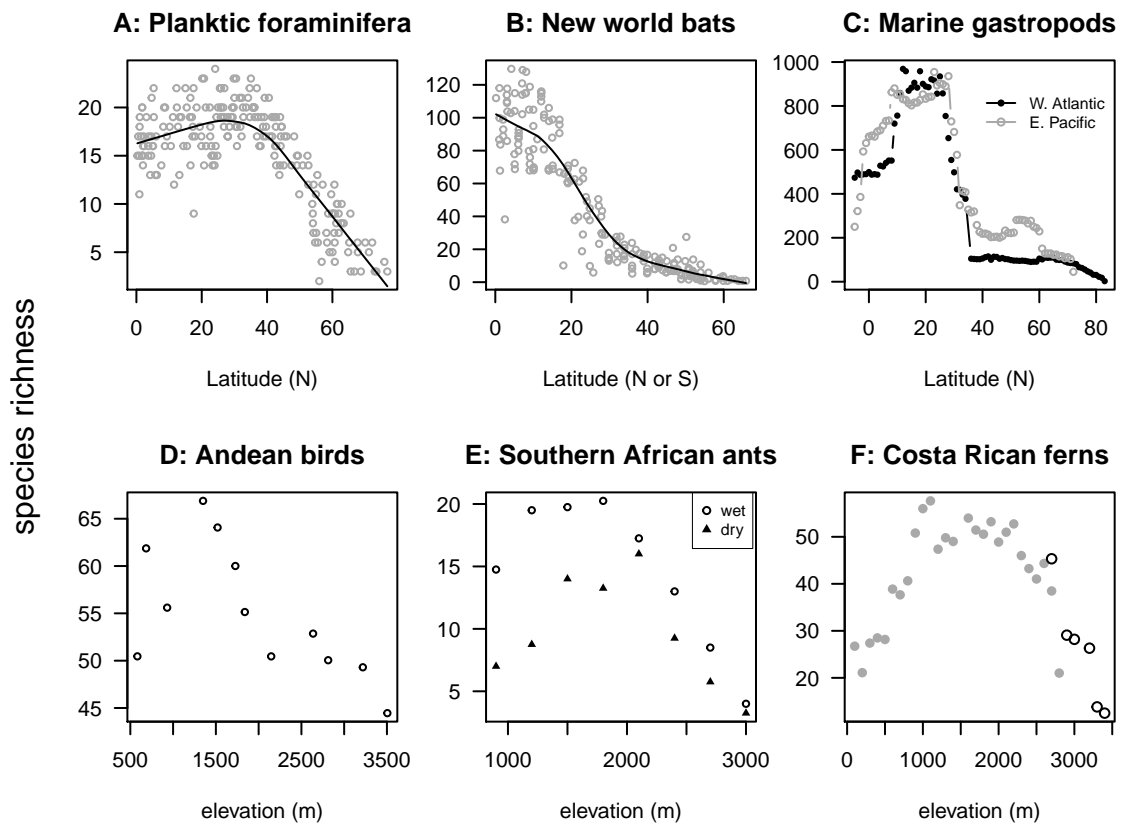 A: Planktic foraminifera
B: New world bats
C: Marine gastropods
20
15
10
5
0 20 40 60
Latitude (N)
120
100
80
60
40
20
0
0 20 40 60
Latitude (N or S)
1000
800
600
400
200
0
W. Atlantic
E. Pacific
0 20 40 60 80
Latitude (N)
species richness
D: Andean birds
E: Southern African ants
F: Costa Rican ferns
65
60
55
50
45
500 1500 2500 3500
elevation (m)
20
15
10
5
wet
dry
1000 2000 3000
elevation (m)
50
40
30
20
0 1000 2000 3000
elevation (m)